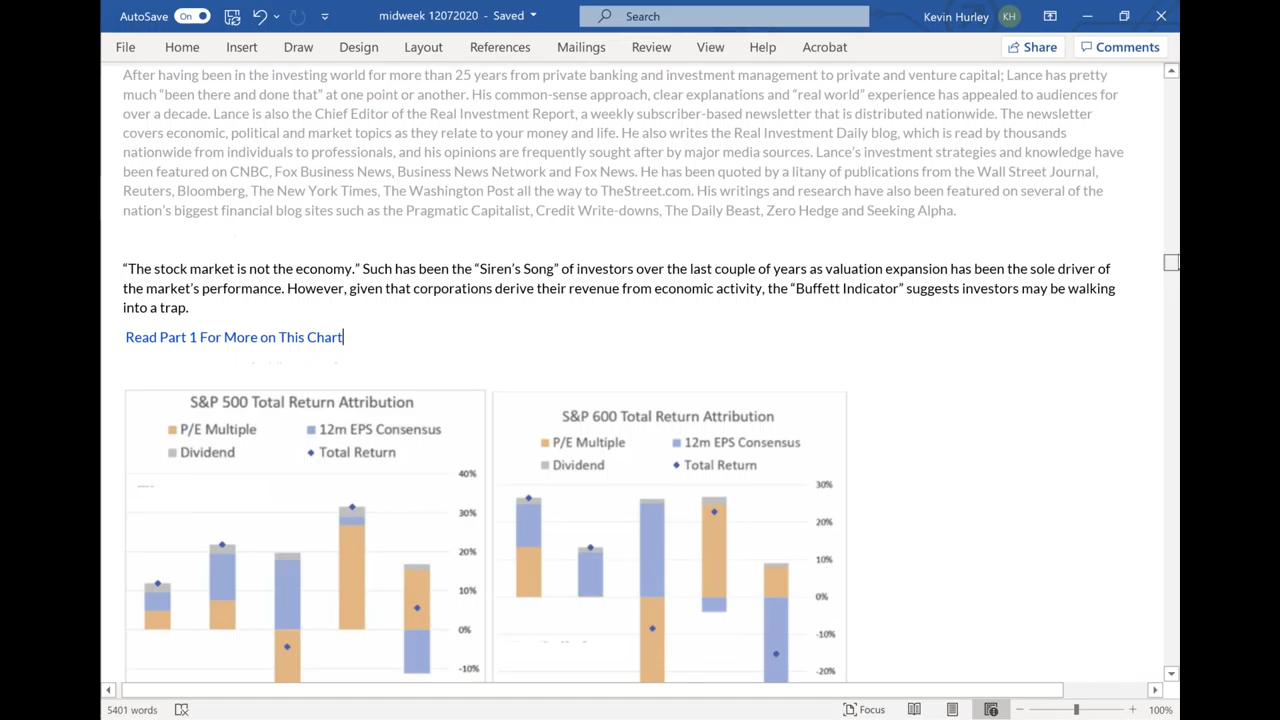 AutoSave On midweek 12072020 - Saved Search Kevin Hurley KH
File Home Insert Draw Design Layout References Mailings Review View Help Acrobat Share Comments
After having been in the investing world for more than 25 years from private banking and investment management to private and venture capital; Lance has pretty
much “been there and done that” at one point or another. His common-sense approach, clear explanations and “real world” experience has appealed to audiences for
over a decade. Lance is also the Chief Editor of the Real Investment Report, a weekly subscriber-based newsletter that is distributed nationwide. The newsletter
covers economic, political and market topics as they relate to your money and life. He also writes the Real Investment Daily blog, which is read by thousands
nationwide from individuals to professionals, and his opinions are frequently sought after by major media sources. Lance’s investment strategies and knowledge have
been featured on CNBC, Fox Business News, Business News Network and Fox News. He has been quoted by a litany of publications from the Wall Street Journal,
Reuters, Bloomberg, The New York Times, The Washington Post all the way to TheStreet.com. His writings and research have also been featured on several of the
nation’s biggest financial blog sites such as the Pragmatic Capitalist, Credit Write-downs, The Daily Beast, Zero Hedge and Seeking Alpha.
“The stock market is not the economy.” Such has been the “Siren’s Song” of investors over the last couple of years as valuation expansion has been the sole driver of
the market’s performance. However, given that corporations derive their revenue from economic activity, the “Buffett Indicator” suggests investors may be walking
into a trap.
Read Part 1 For More on This Chart
S&P 500 Total Return Attribution
P/E Multiple 12m EPS Consensus
Dividend Total Return
40%
30%
20%
10%
0%
-10%
S&P 600 Total Return Attribution
P/E Multiple 12m EPS Consensus
Dividend Total Return
30%
20%
10%
0%
-10%
-20%
5401 words Focus 100%